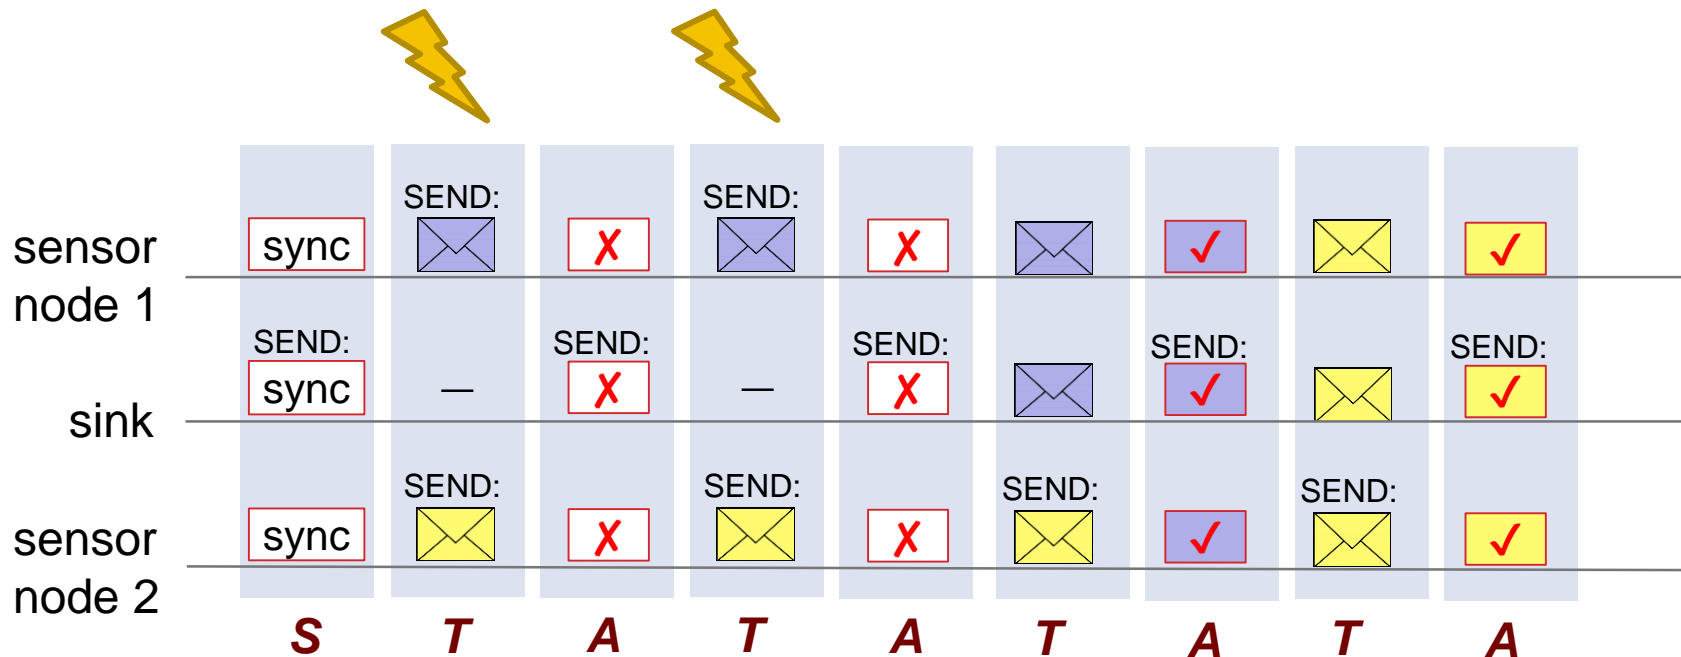 SEND: SEND:
sensor node 1
sync ✗ ✗ ✓ ✓
SEND: SEND: SEND: SEND: SEND:
sink
sync – ✗ – ✗ ✓ ✓
SEND: SEND: SEND: SEND:
sensor node 2
sync ✗ ✗ ✓ ✓
S T A T A T A T A